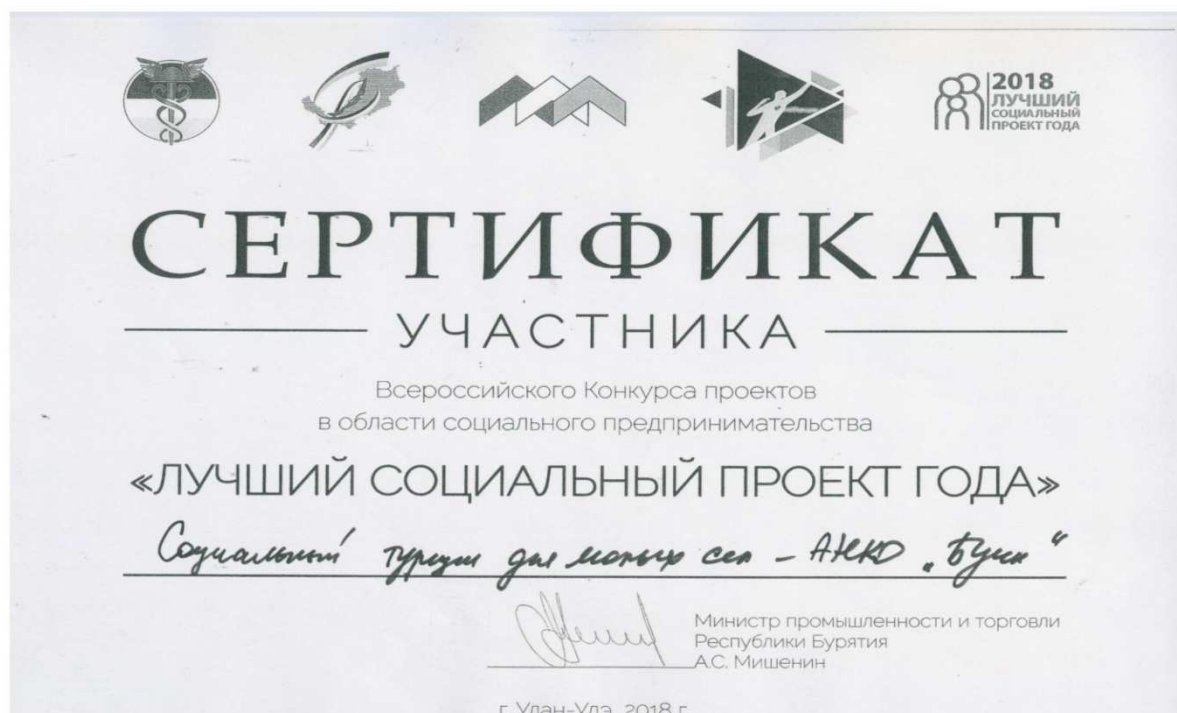 2018
ЛУЧШИЙ
СОЦИАЛЬНЫЙ
ПРОЕКТ ГОДА
СЕРТИФИКАТ
УЧАСТНИКА
Всероссийского Конкурса проектов
в области социального предпринимательства
«ЛУЧШИЙ СОЦИАЛЬНЫЙ ПРОЕКТ ГОДА»
Социальный туризм для малых сел – АНКО
Министр промышленности и торговли
Республики Бурятия
А.С. Мишенин
г. Улан-Удэ, 2018 г.